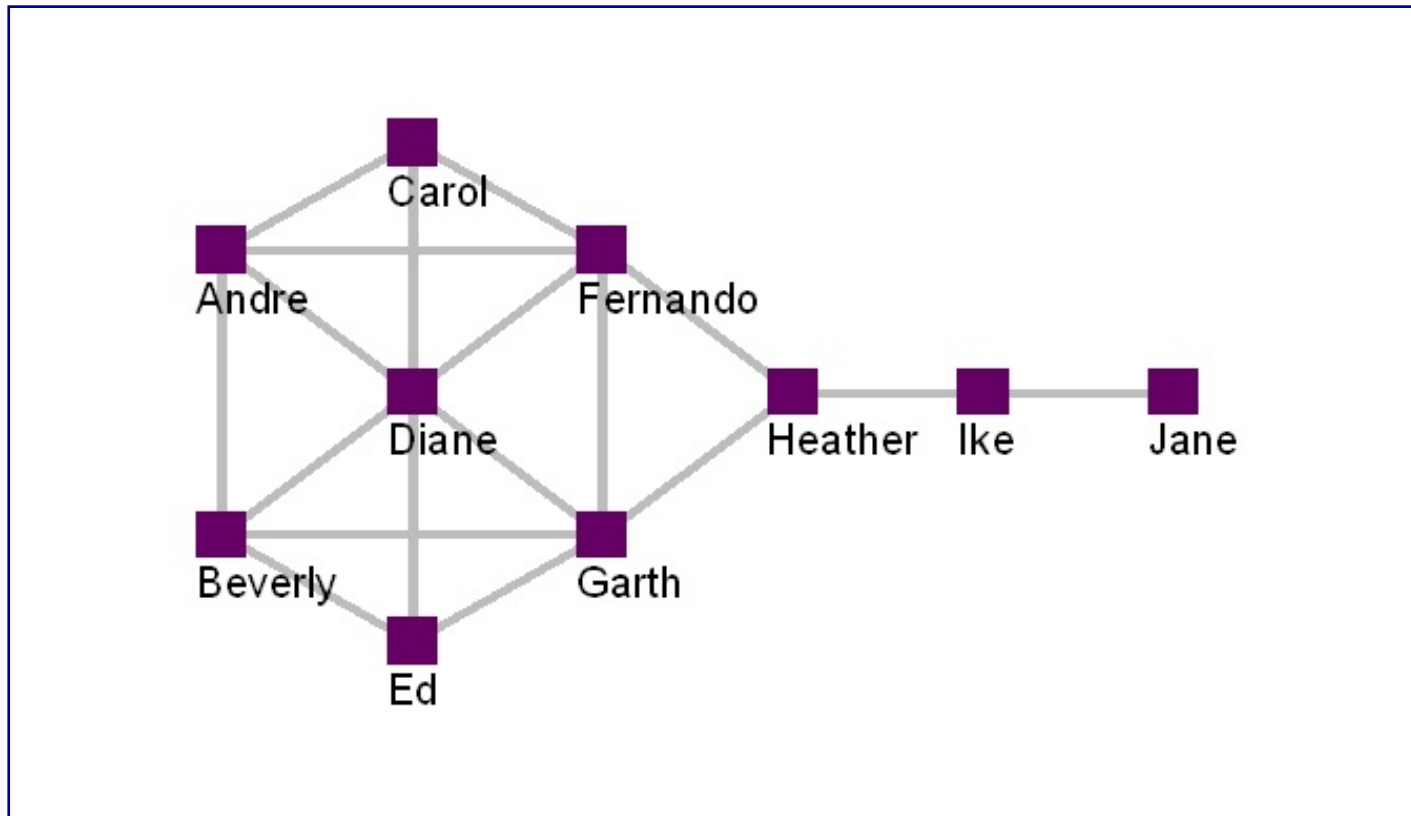 Carol
Andre
Fernando
Diane
Heather
Ike
Jane
Beverly
Garth
Ed